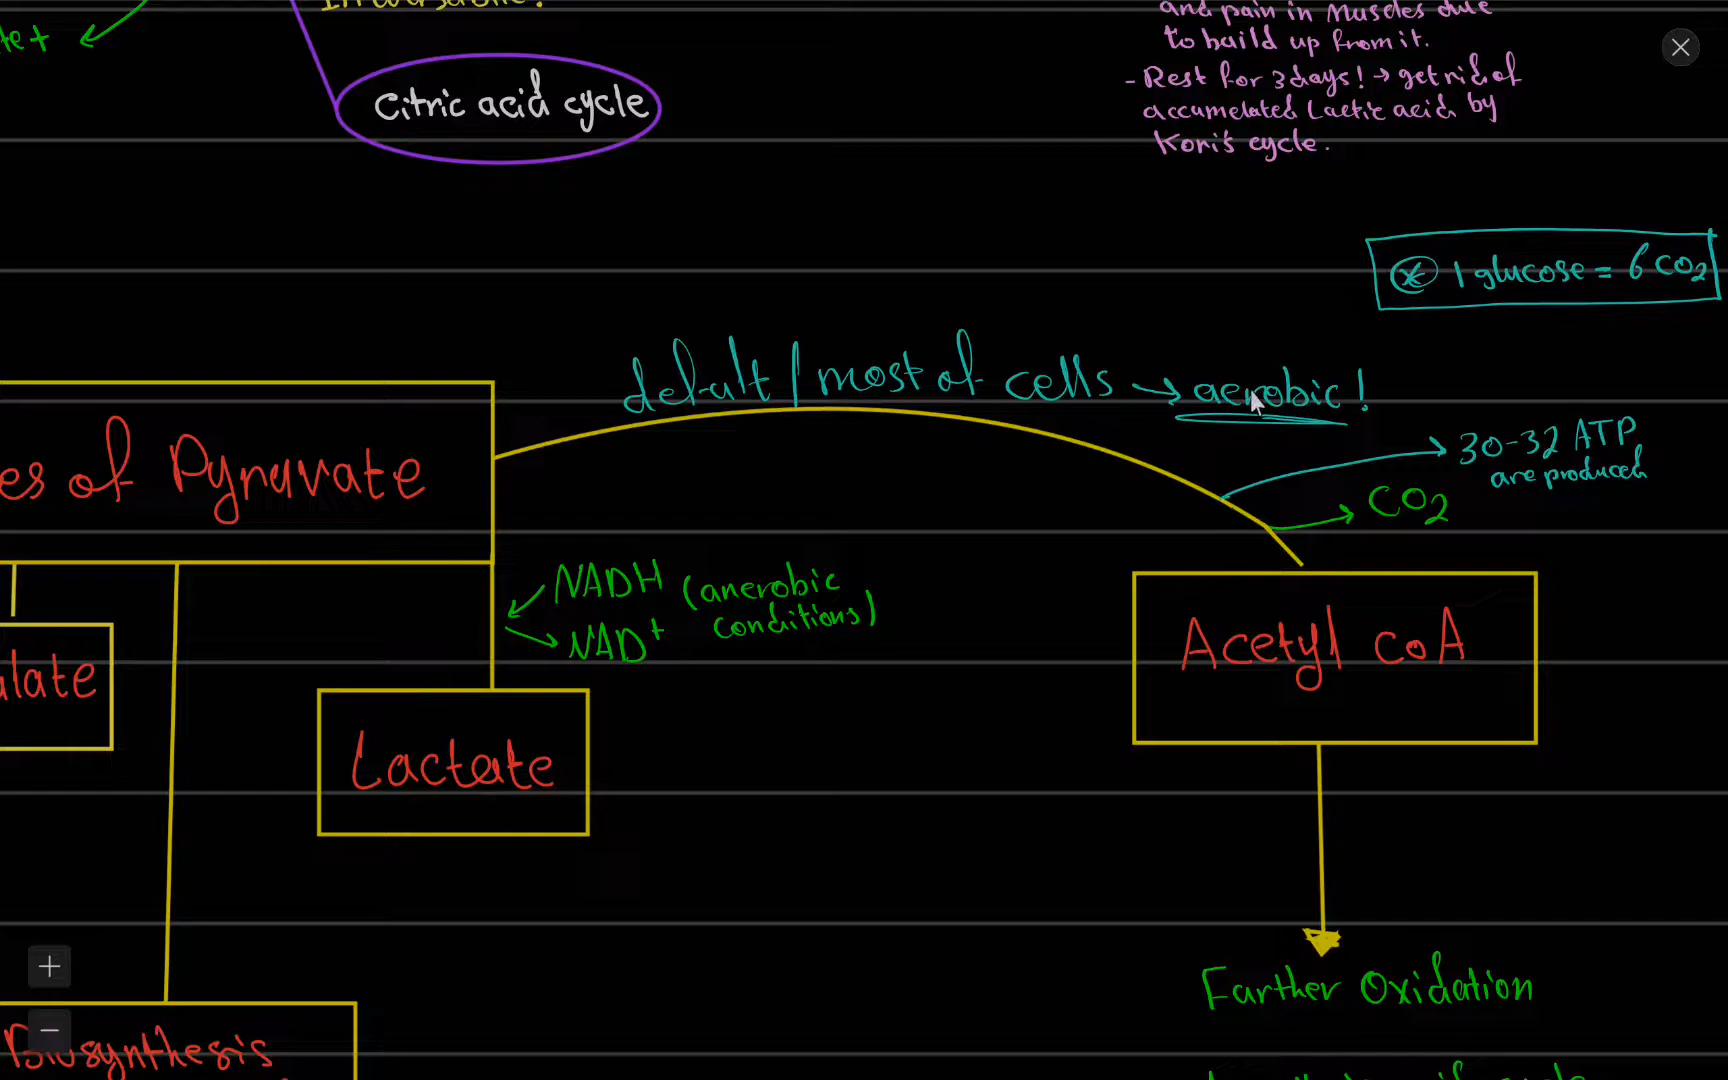 and pain in Muscles due
to build up from it.
- Rest for 3 days! → get rid of
accumelated Lactic acid by
Kori's cycle.
Citric acid cycle
⊛ 1 glucose = 6 CO2
defult / most of cells → aerobic!
30-32 ATP
are produced
CO2
es of Pyruvate
NADH (anerobic
conditions)
NAD+
Acetyl coA
late
Lactate
Farther Oxidation
Biosynthesis